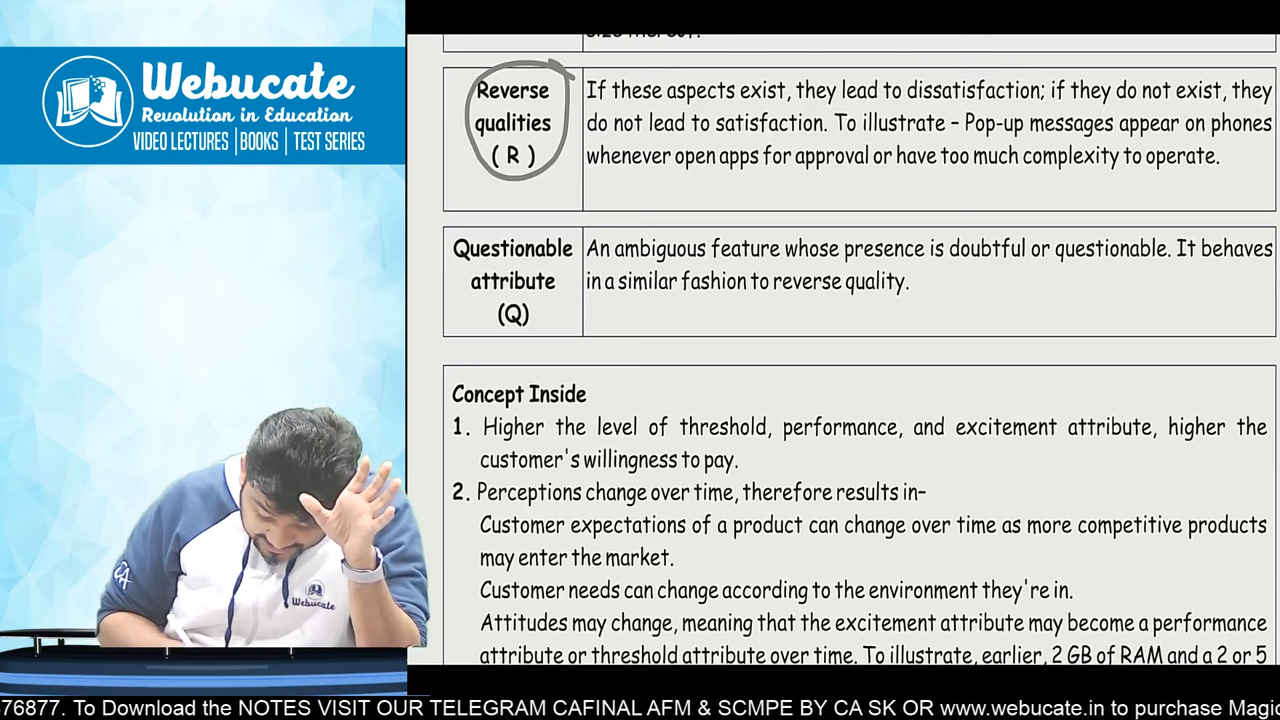 Webucate
Revolution in Education
VIDEO LECTURES | BOOKS | TEST SERIES
Reverse
qualities
( R )
If these aspects exist, they lead to dissatisfaction; if they do not exist, they
do not lead to satisfaction. To illustrate – Pop-up messages appear on phones
whenever open apps for approval or have too much complexity to operate.
Questionable
attribute
(Q)
An ambiguous feature whose presence is doubtful or questionable. It behaves
in a similar fashion to reverse quality.
Concept Inside
1. Higher the level of threshold, performance, and excitement attribute, higher the
customer's willingness to pay.
2. Perceptions change over time, therefore results in–
Customer expectations of a product can change over time as more competitive products
may enter the market.
Customer needs can change according to the environment they're in.
Attitudes may change, meaning that the excitement attribute may become a performance
attribute or threshold attribute over time. To illustrate, earlier, 2 GB of RAM and a 2 or 5
CA
Webucate
376877. To Download the NOTES VISIT OUR TELEGRAM CAFINAL AFM & SCMPE BY CA SK OR www.webucate.in to purchase Magic